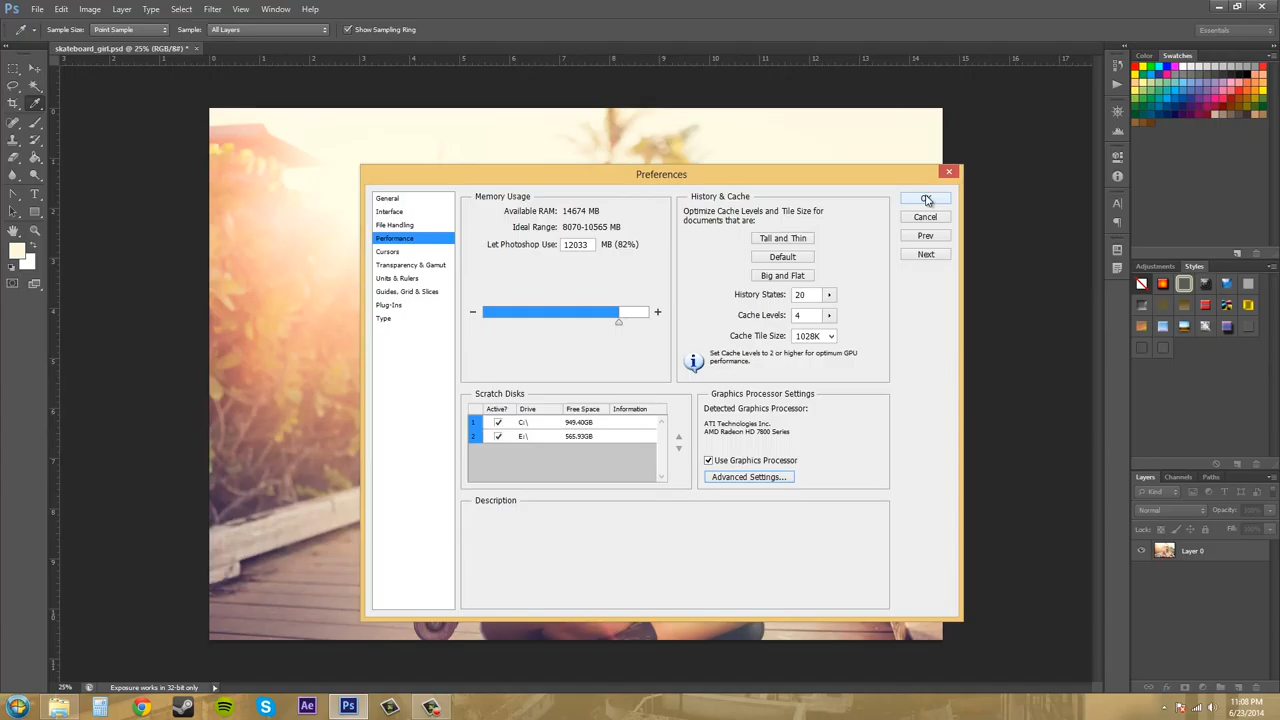 Ps File Edit Image Layer Type Select Filter View Window Help
Sample Size: Point Sample Sample: All Layers Show Sampling Ring Essentials
skateboard_girl.psd @ 25% (RGB/8#) *
Color Swatches
Preferences
General
Interface
File Handling
Performance
Cursors
Transparency & Gamut
Units & Rulers
Guides, Grid & Slices
Plug-Ins
Type
Memory Usage
Available RAM: 14674 MB
Ideal Range: 8070-10565 MB
Let Photoshop Use: 12033 MB (82%)
History & Cache
Optimize Cache Levels and Tile Size for
documents that are:
Tall and Thin
Default
Big and Flat
History States: 20
Cache Levels: 4
Cache Tile Size: 1028K
Set Cache Levels to 2 or higher for optimum GPU
performance.
Cancel
Prev
Next
Scratch Disks
Active? Drive Free Space Information
1 C:\ 949.40GB
2 E:\ 565.93GB
Graphics Processor Settings
Detected Graphics Processor:
ATI Technologies Inc.
AMD Radeon HD 7800 Series
Use Graphics Processor
Advanced Settings...
Description
Adjustments Styles
Layers Channels Paths
Kind
Normal Opacity: 100%
Lock: Fill: 100%
Layer 0
25% Exposure works in 32-bit only
Ae Ps
11:08 PM
6/23/2014